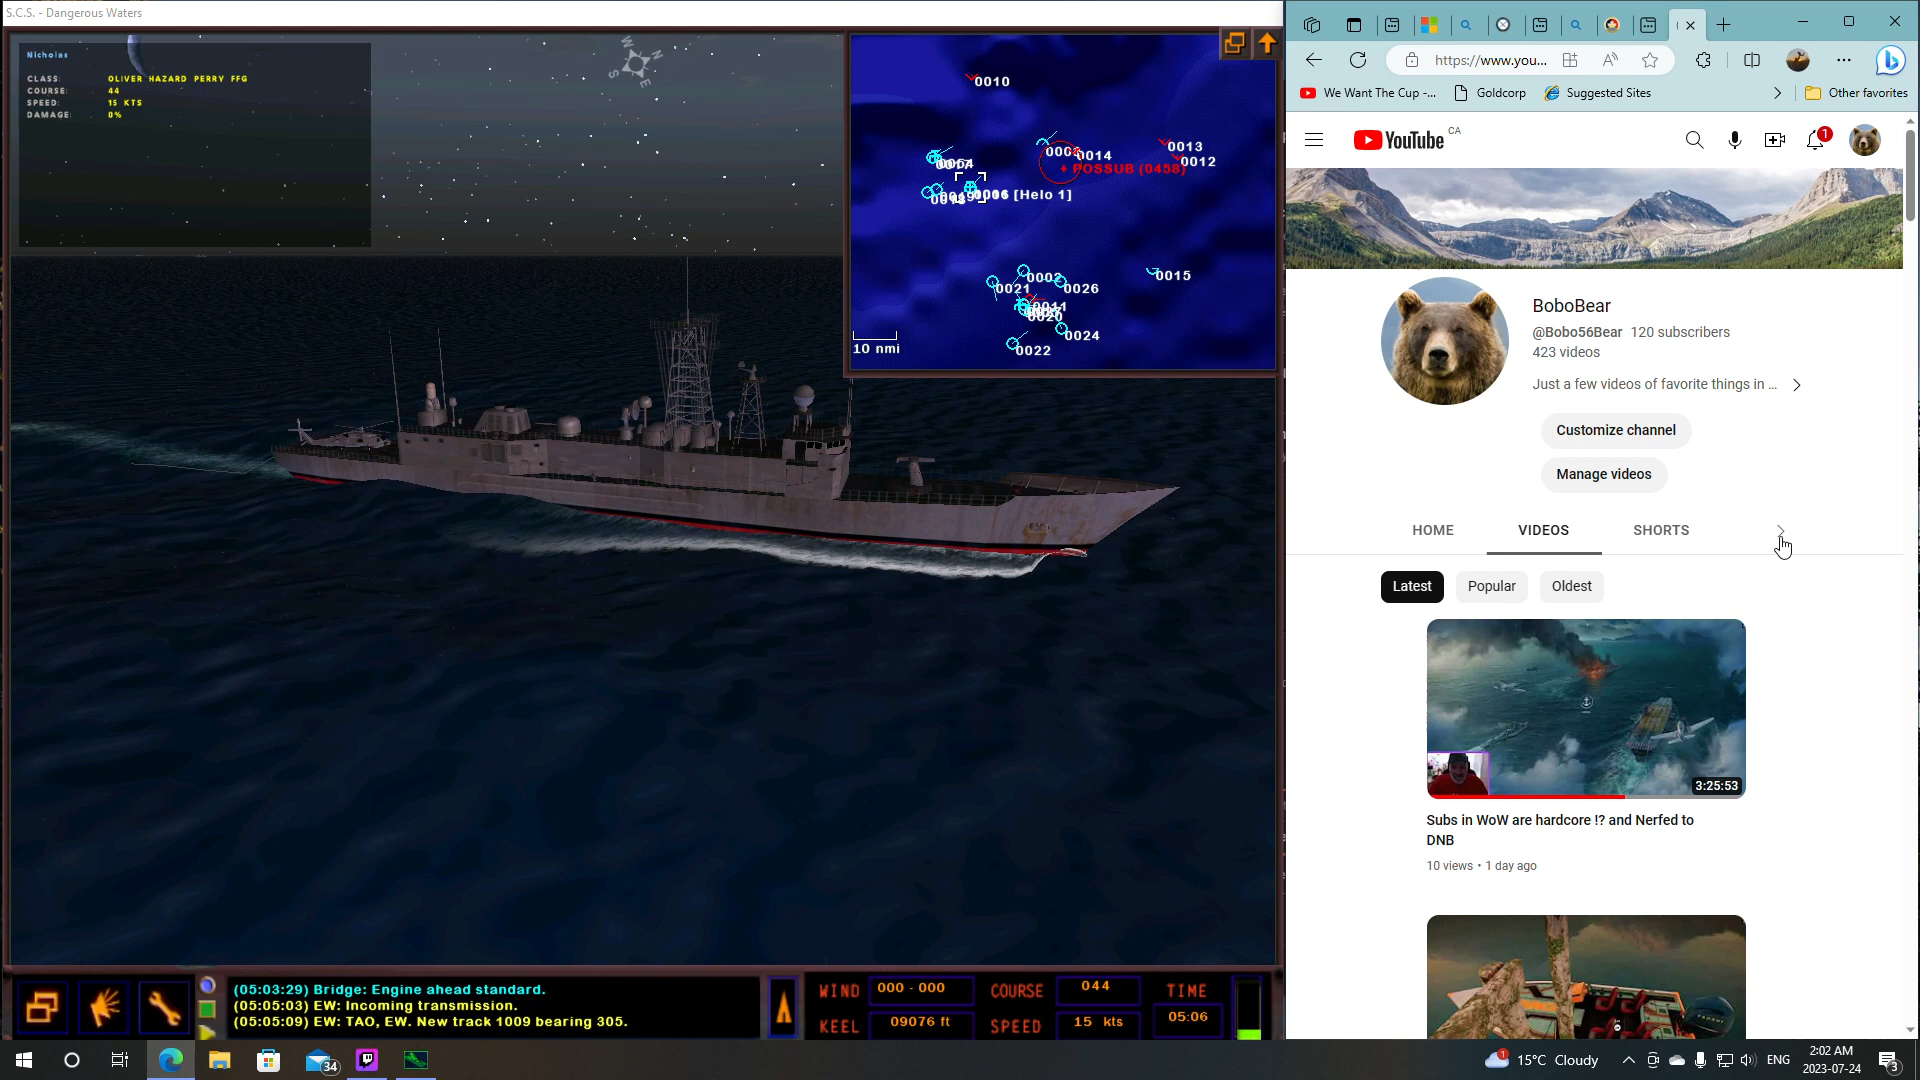 S.C.S. - Dangerous Waters
Nicholas
CLASS: OLIVER HAZARD PERRY FFG
COURSE: 44
SPEED: 15 KTS
DAMAGE: 0%
W N
S E
0010
0014
0013
0012
+ POSSUB (0458)
[Helo 1]
0002
0021
0026
0015
0011
0020
0024
0022
10 nmi
(05:03:29) Bridge: Engine ahead standard.
(05:05:03) EW: Incoming transmission.
(05:05:09) EW: TAO, EW. New track 1009 bearing 305.
WIND 000 - 000 COURSE 044 TIME
KEEL 09076 ft SPEED 15 kts 05:06
https://www.you...
We Want The Cup -... Goldcorp Suggested Sites Other favorites
YouTube CA
1
BoboBear
@Bobo56Bear 120 subscribers
423 videos
Just a few videos of favorite things in ...
Customize channel
Manage videos
HOME VIDEOS SHORTS
Latest Popular Oldest
3:25:53
Subs in WoW are hardcore !? and Nerfed to
DNB
10 views • 1 day ago
34
1 15°C Cloudy ENG 2:02 AM
2023-07-24 3